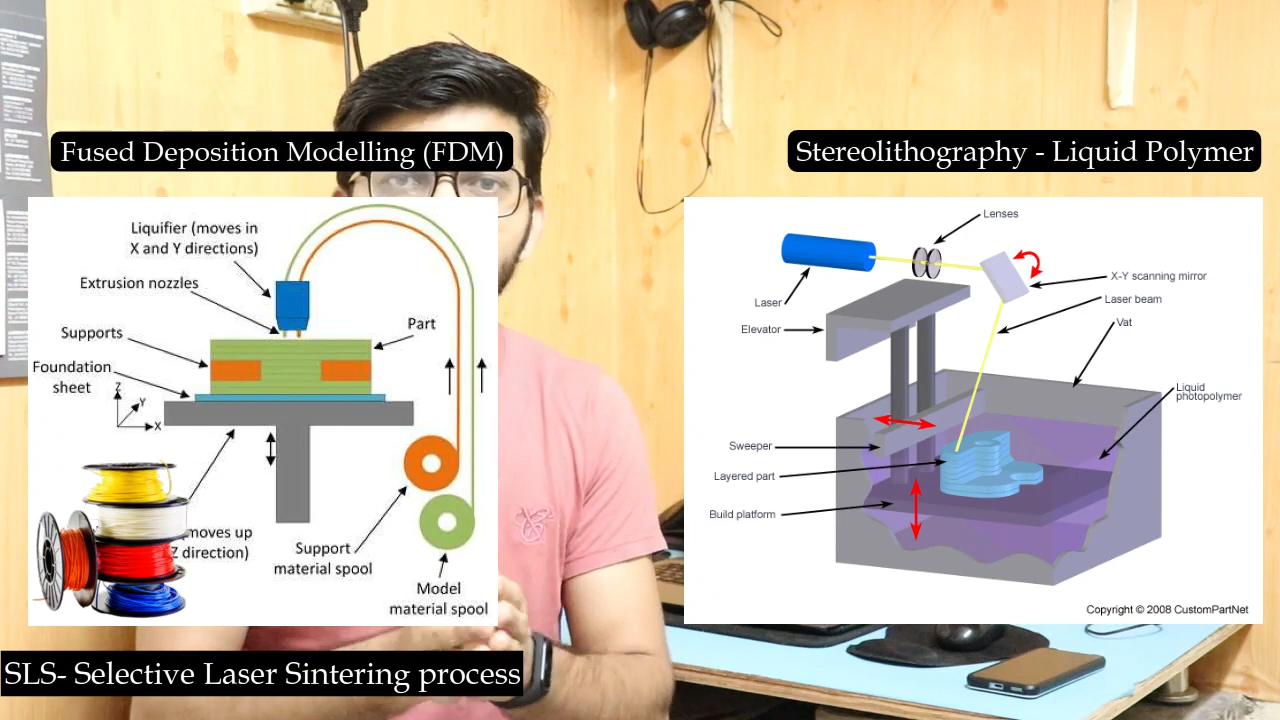 Fused Deposition Modelling (FDM)
Stereolithography - Liquid Polymer
Liquifier (moves in
X and Y directions)
Extrusion nozzles
Supports
Part
Foundation
sheet
Z
Y
X
moves up
Z direction)
Support
material spool
Model
material spool
Lenses
X-Y scanning mirror
Laser
Laser beam
Elevator
Vat
Liquid
photopolymer
Sweeper
Layered part
Build platform
Copyright © 2008 CustomPartNet
SLS- Selective Laser Sintering process